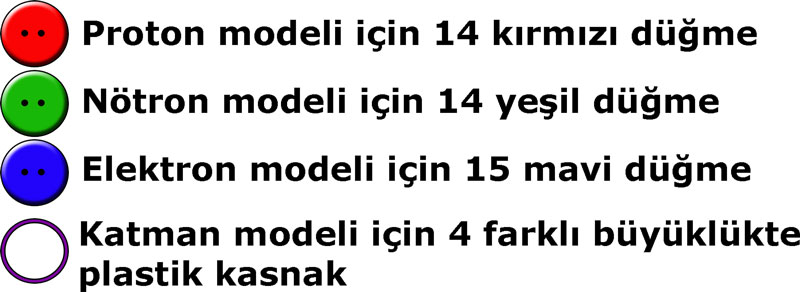 Proton modeli için 14 kırmızı düğme
Nötron modeli için 14 yeşil düğme
Elektron modeli için 15 mavi düğme
Katman modeli için 4 farklı büyüklükte
plastik kasnak